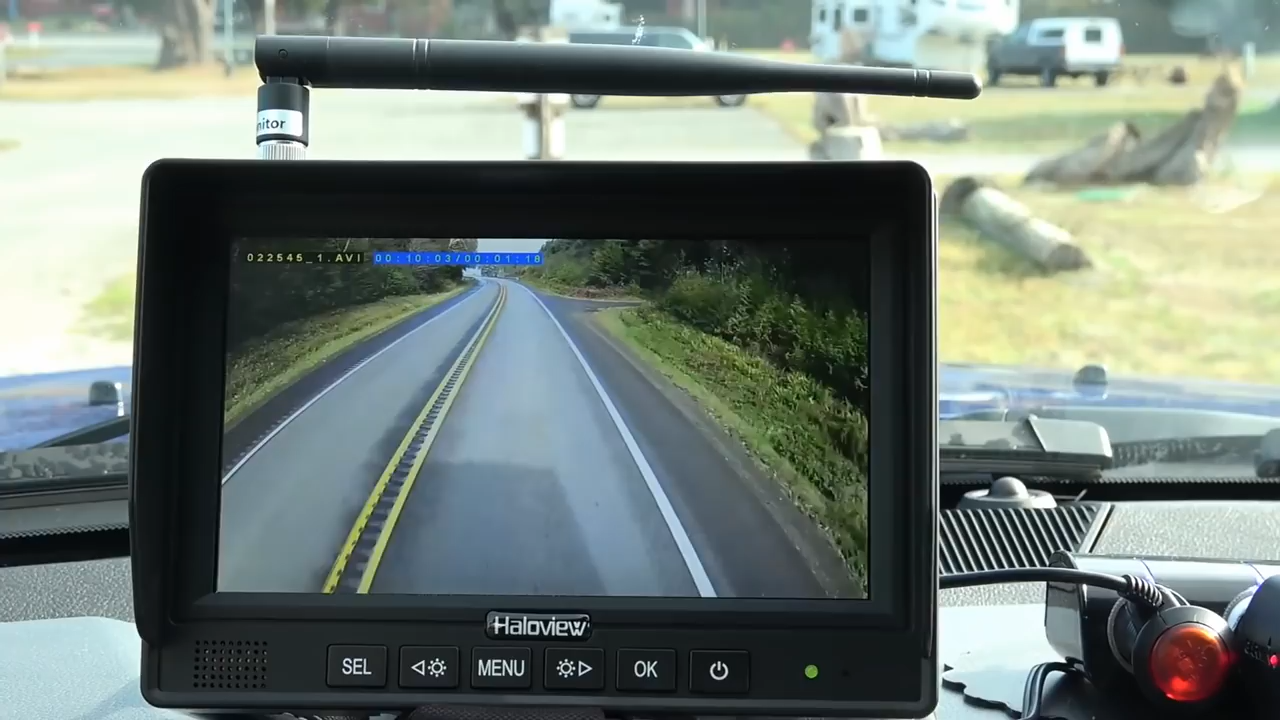 nitor
022545_1.AVI 00:10:03/00:01:18
Haloview
SEL
MENU
OK